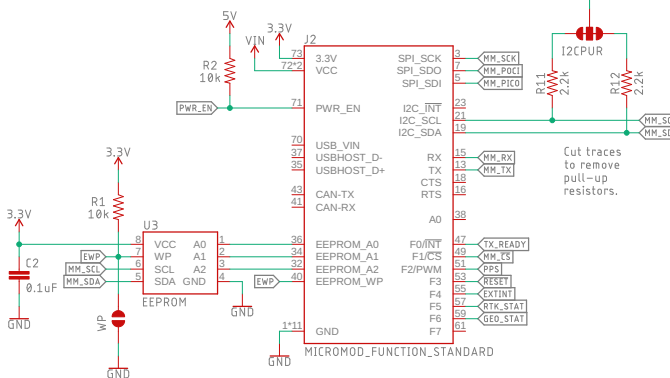 5V
3.3V
VIN
R2
10k
PWR_EN
J2
73 3.3V SPI_SCK 3 MM_SCK
72*2 VCC SPI_SDO 7 MM_POCI
SPI_SDI 5 MM_PICO
71 PWR_EN I2C_INT 23
I2C_SCL 21
I2C_SDA 19
70 USB_VIN
37 USBHOST_D- RX 15 MM_RX
35 USBHOST_D+ TX 13 MM_TX
CTS 18
43 CAN-TX RTS 16
41 CAN-RX
A0 38
36 EEPROM_A0 F0/INT 47 TX_READY
34 EEPROM_A1 F1/CS 49 MM_CS
32 EEPROM_A2 F2/PWM 51 PPS
EWP 40 EEPROM_WP F3 53 RESET
F4 55 EXTINT
F5 57 RTK_STAT
F6 59 GEO_STAT
1*11 GND F7 61
GND
MICROMOD_FUNCTION_STANDARD
I2CPUR
R11
2.2k
R12
2.2k
Cut traces
to remove
pull-up
resistors.
3.3V
R1
10k
3.3V
U3
8 VCC A0 1
EWP 7 WP A1 2
MM_SCL 6 SCL A2 3
MM_SDA 5 SDA GND 4
EEPROM
C2
0.1uF
GND
WP
GND
GND